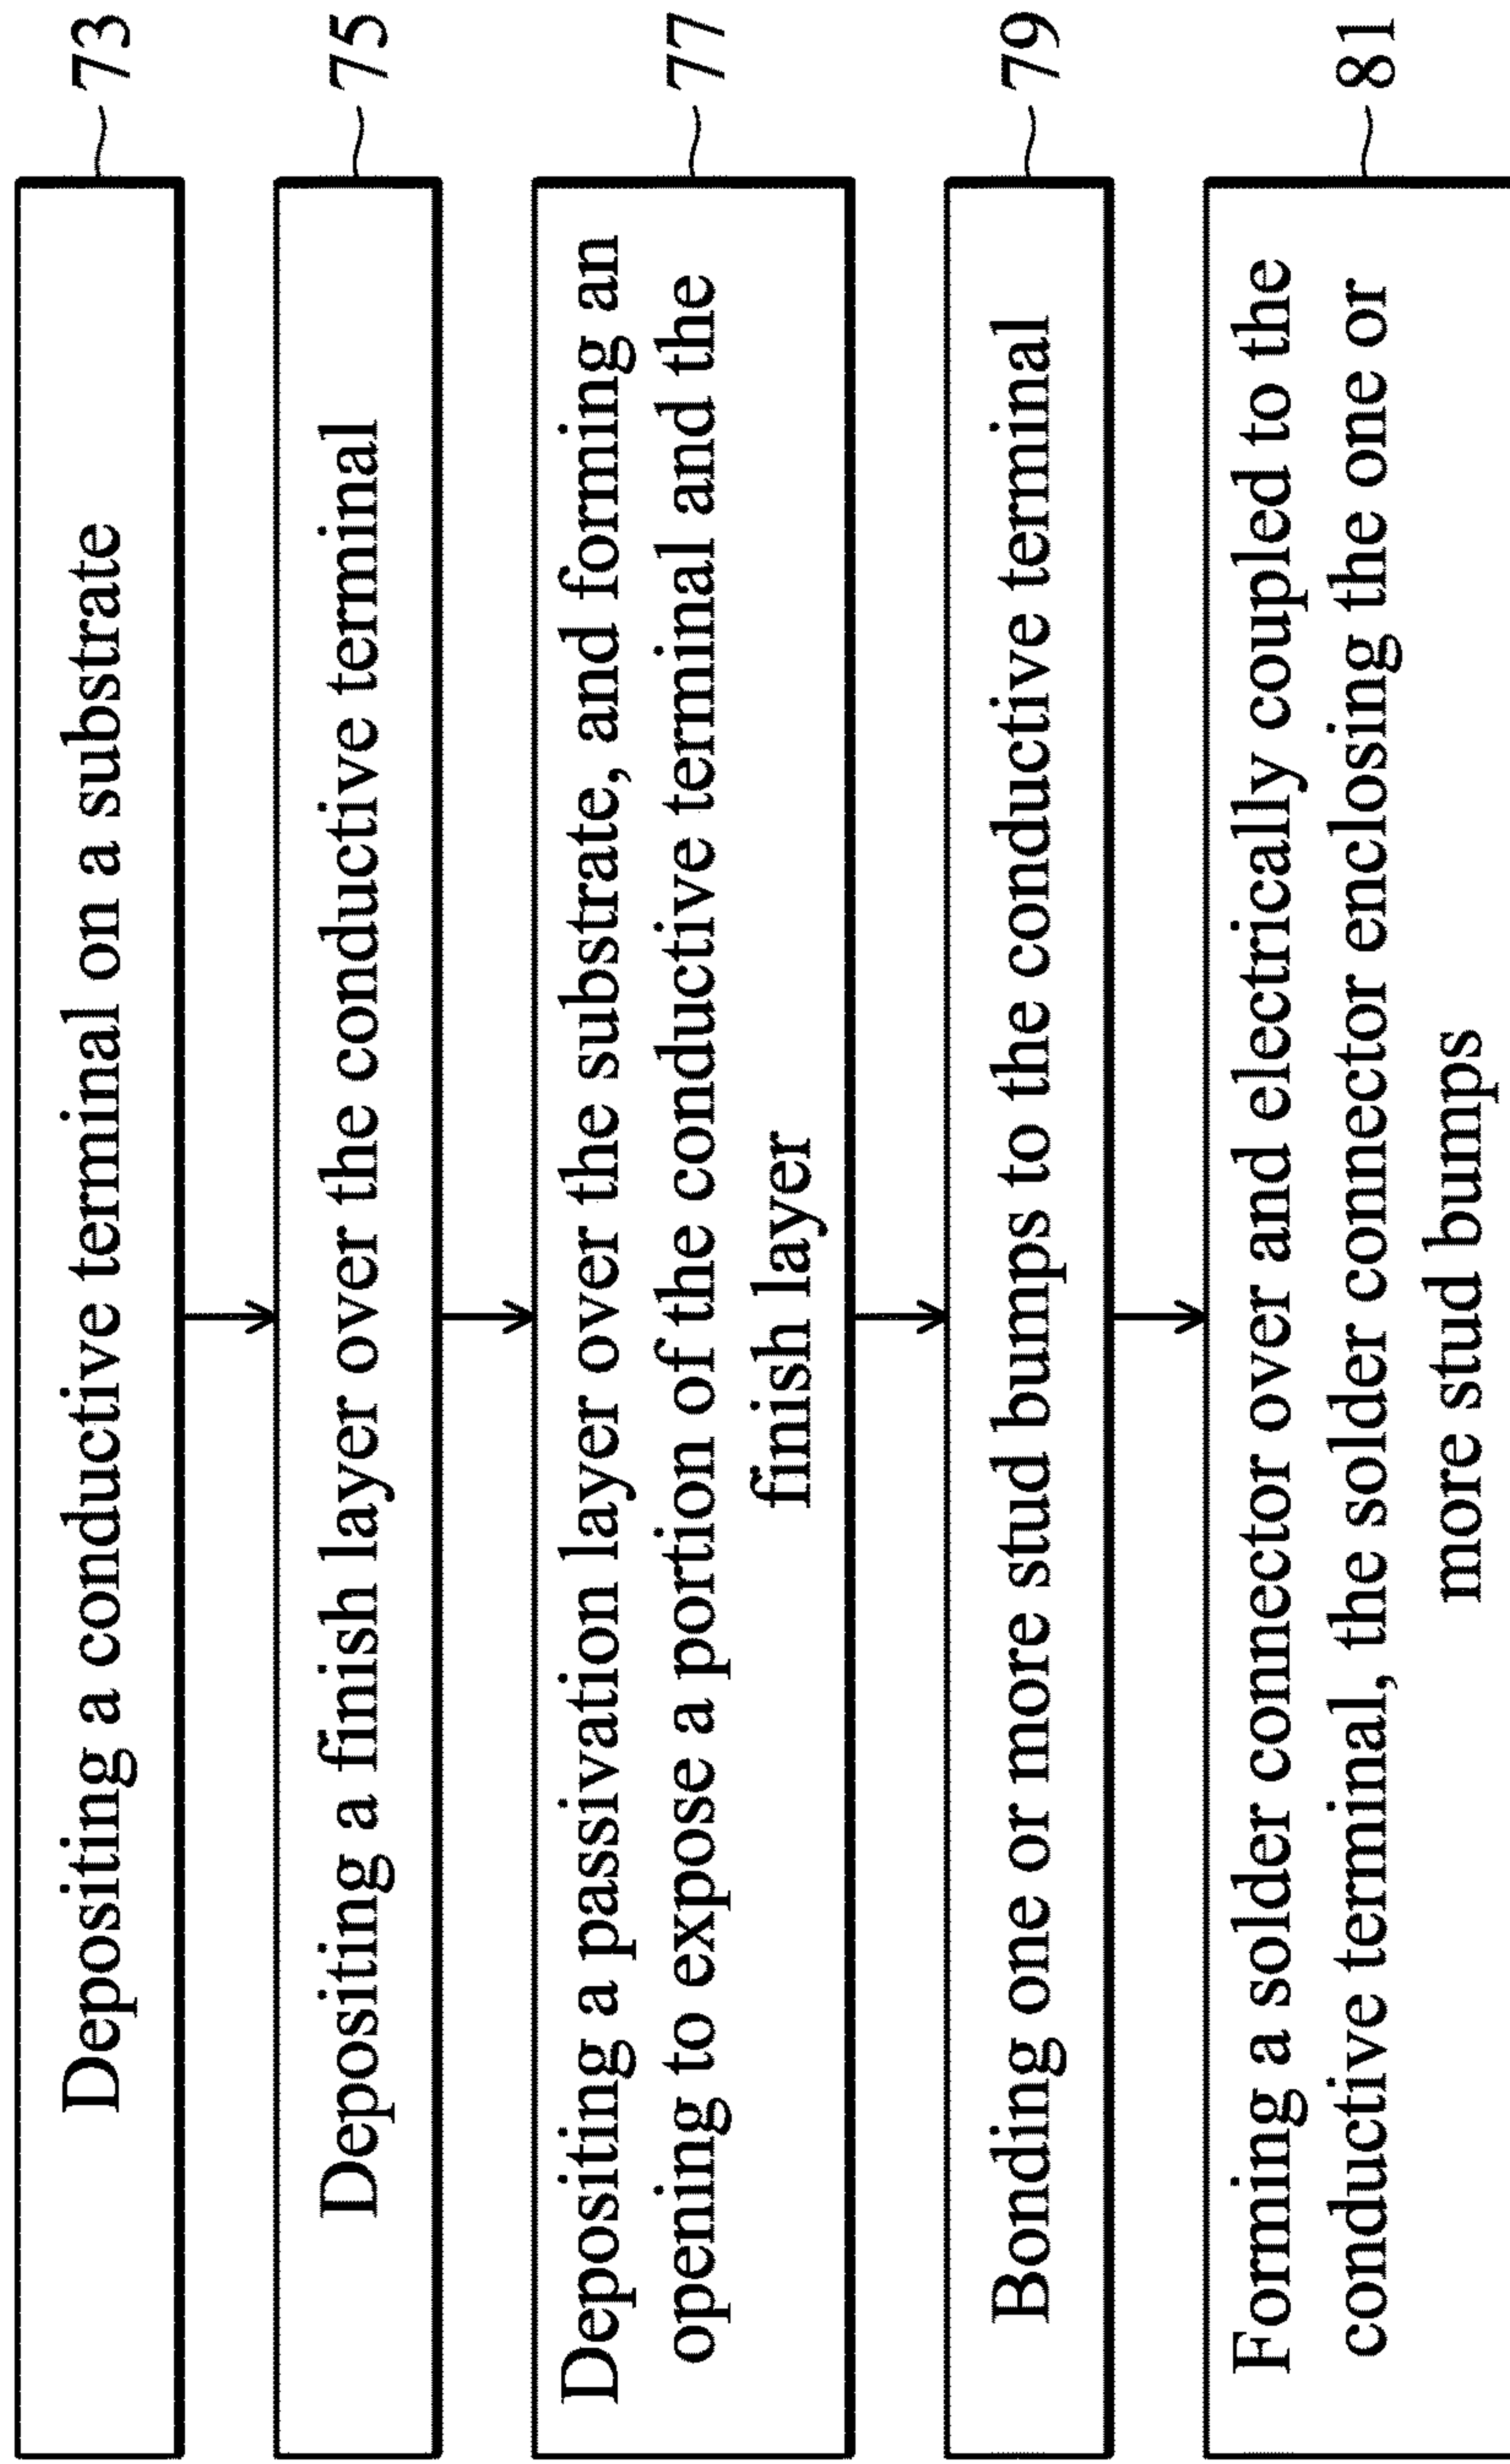 Depositing a conductive terminal on a substrate
73
Depositing a finish layer over the conductive terminal
75
Depositing a passivation layer over the substrate, and forming an
opening to expose a portion of the conductive terminal and the
finish layer
77
Bonding one or more stud bumps to the conductive terminal
79
Forming a solder connector over and electrically coupled to the
conductive terminal, the solder connector enclosing the one or
more stud bumps
81